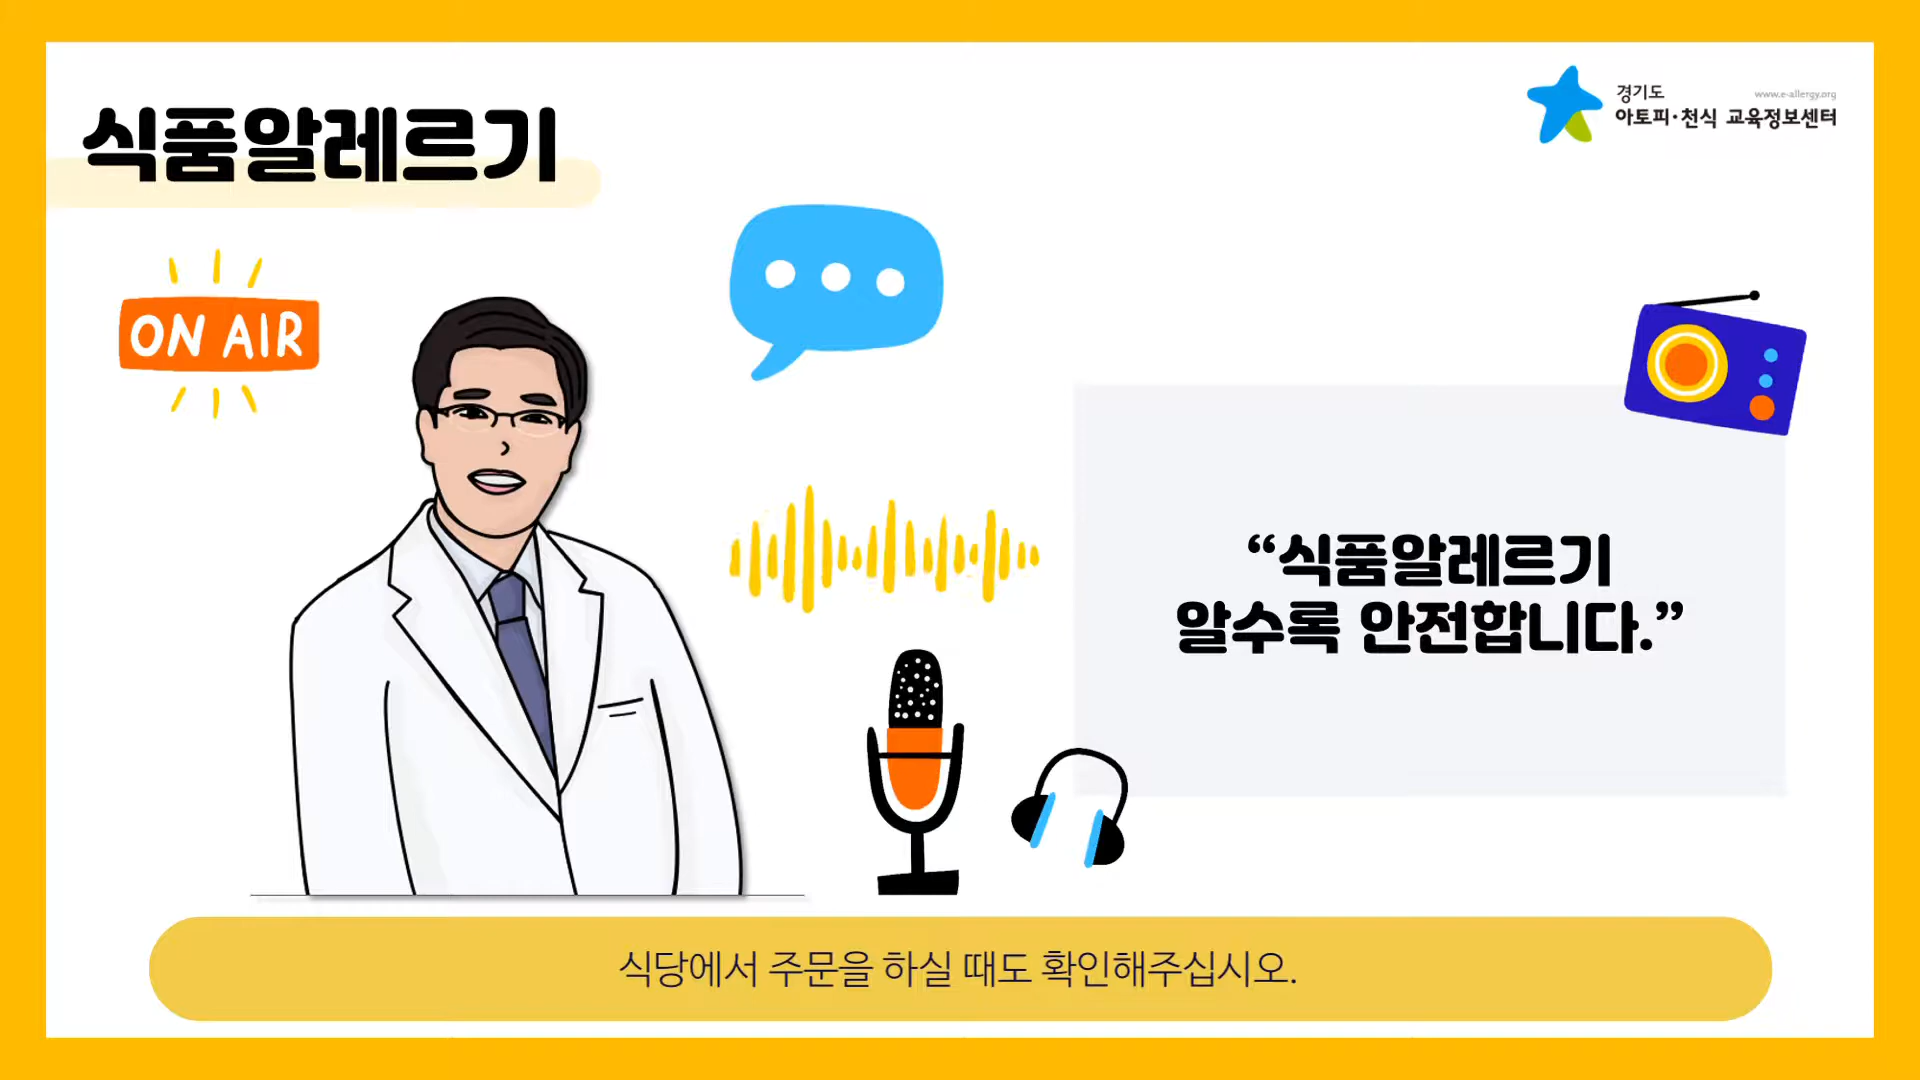 식품알레르기
경기도
www.e-allergy.org
아토피·천식 교육정보센터
ON AIR
“식품알레르기
알수록 안전합니다.”
식당에서 주문을 하실 때도 확인해주십시오.